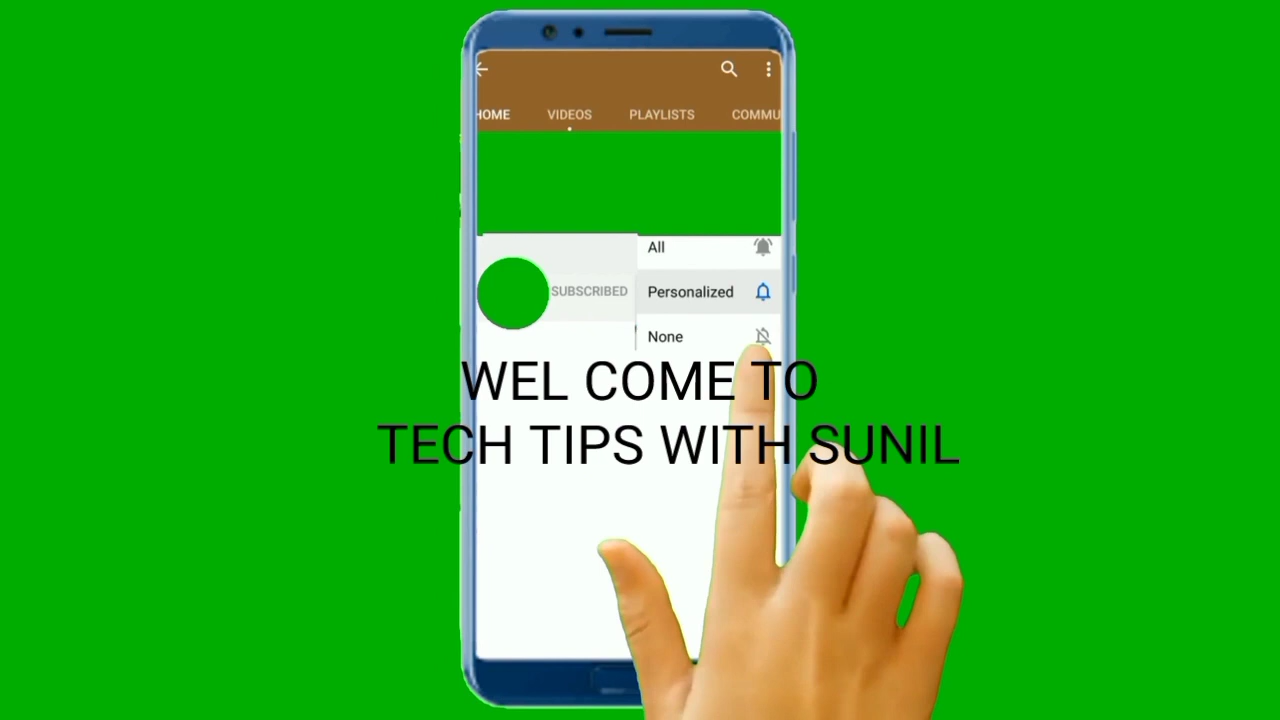 HOME VIDEOS PLAYLISTS COMMU
All
SUBSCRIBED Personalized
None
WEL COME TO
TECH TIPS WITH SUNIL